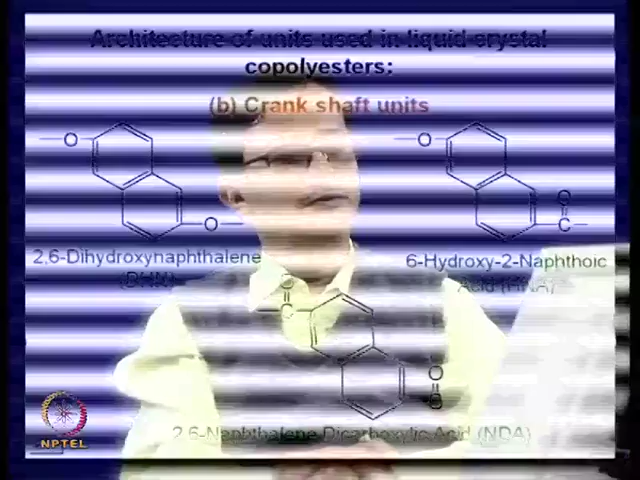 Architecture of units used in liquid crystal
copolyesters:
(b) Crank shaft units
O
O
O
C
O
2,6-Dihydroxynaphthalene
(DHN)
6-Hydroxy-2-Naphthoic
Acid (HNA)
O
C
O
O
2,6-Naphthalene Dicarboxylic Acid (NDA)
NPTEL